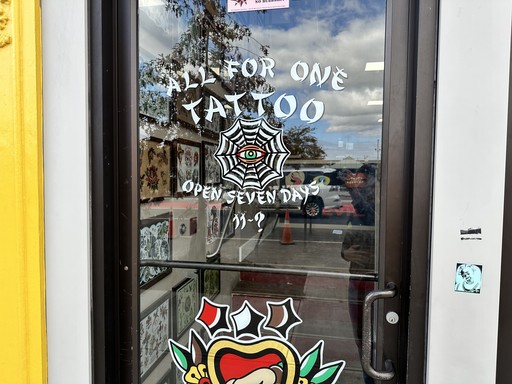 ALL FOR ONE
TATTOO
OPEN SEVEN DAYS
11-?